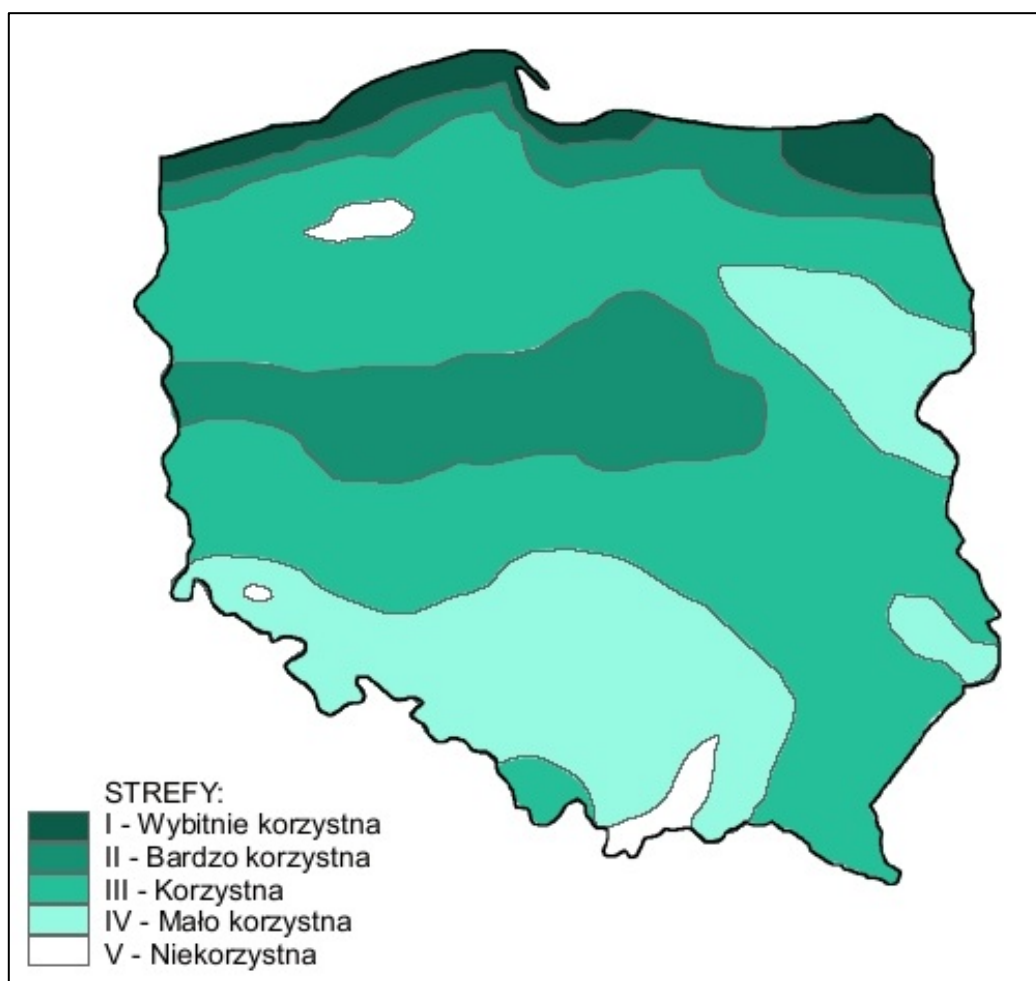 STREFY:
I - Wybitnie korzystna
II - Bardzo korzystna
III - Korzystna
IV - Mało korzystna
V - Niekorzystna